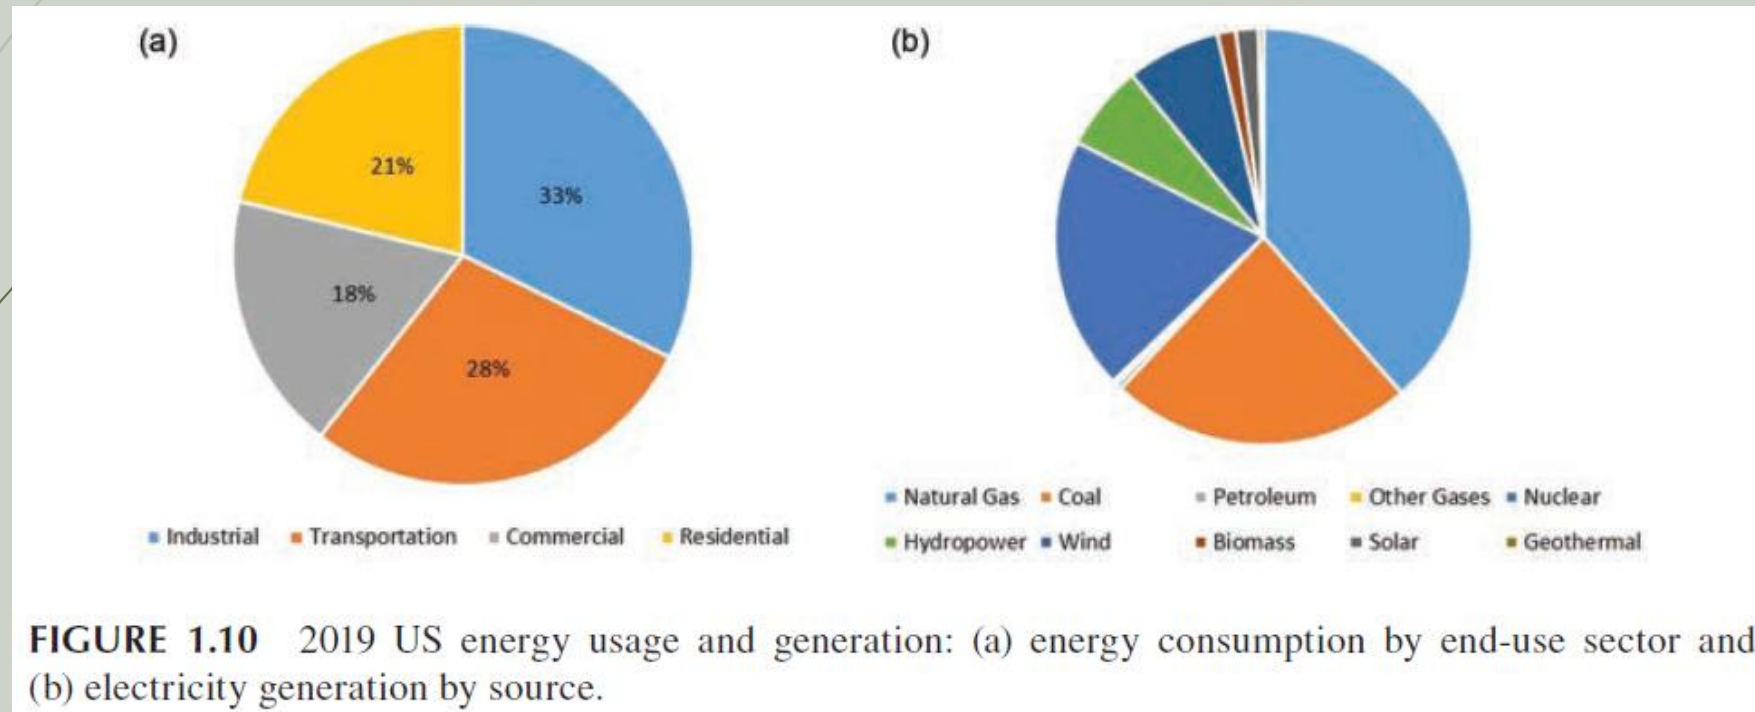 (a)
21%
33%
18%
28%
Industrial Transportation Commercial Residential
(b)
Natural Gas Coal Petroleum Other Gases Nuclear
Hydropower Wind Biomass Solar Geothermal
FIGURE 1.10 2019 US energy usage and generation: (a) energy consumption by end-use sector and
(b) electricity generation by source.